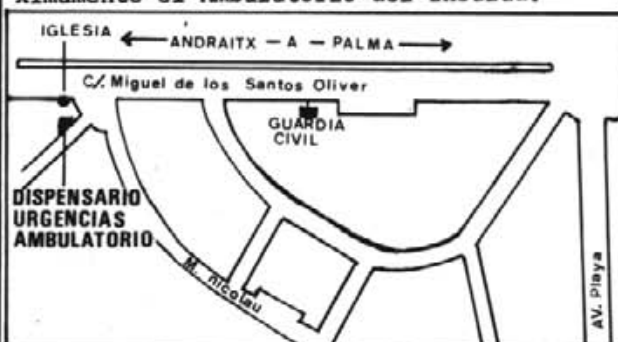 IGLESIA
ANDRAITX - A - PALMA
C/. Miguel de los Santos Oliver
GUARDIA
CIVIL
DISPENSARIO
URGENCIAS
AMBULATORIO
M. nicolau
AV. Playa